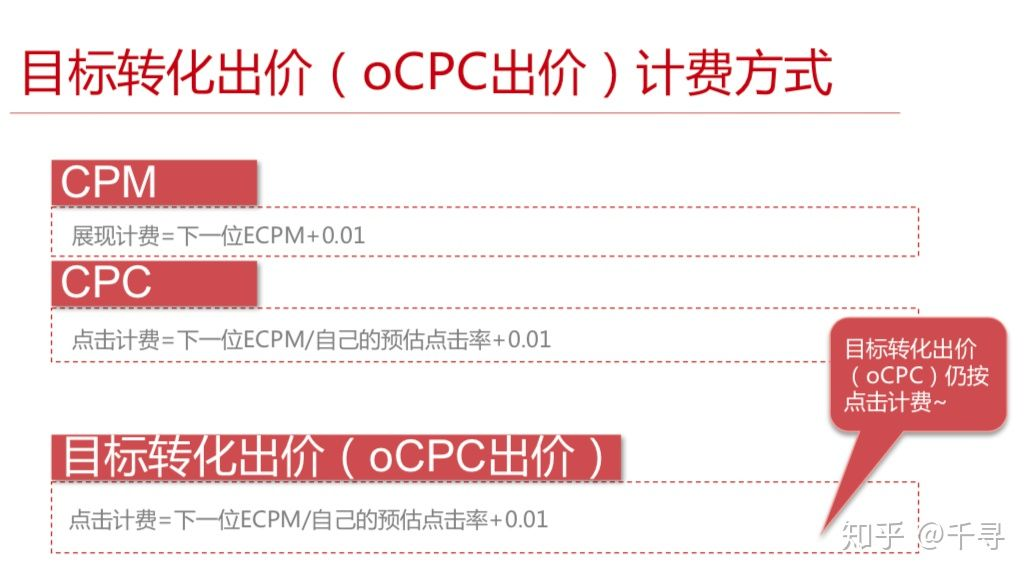 目标转化出价（oCPC出价）计费方式
CPM
展现计费=下一位ECPM+0.01
CPC
点击计费=下一位ECPM/自己的预估点击率+0.01
目标转化出价
（oCPC）仍按
点击计费~
目标转化出价（oCPC出价）
点击计费=下一位ECPM/自己的预估点击率+0.01
知乎 @千寻